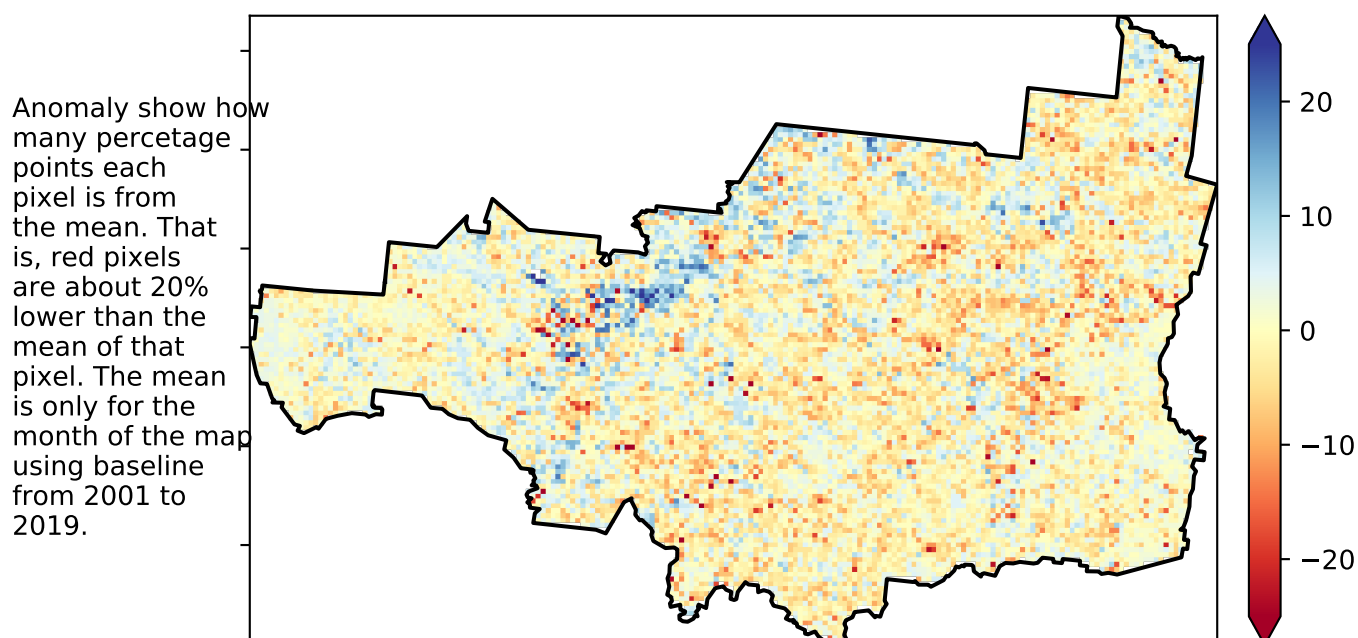 Anomaly show how
many percetage
points each
pixel is from
the mean. That
is, red pixels
are about 20%
lower than the
mean of that
pixel. The mean
is only for the
month of the map
using baseline
from 2001 to
2019.
20
10
0
−10
−20